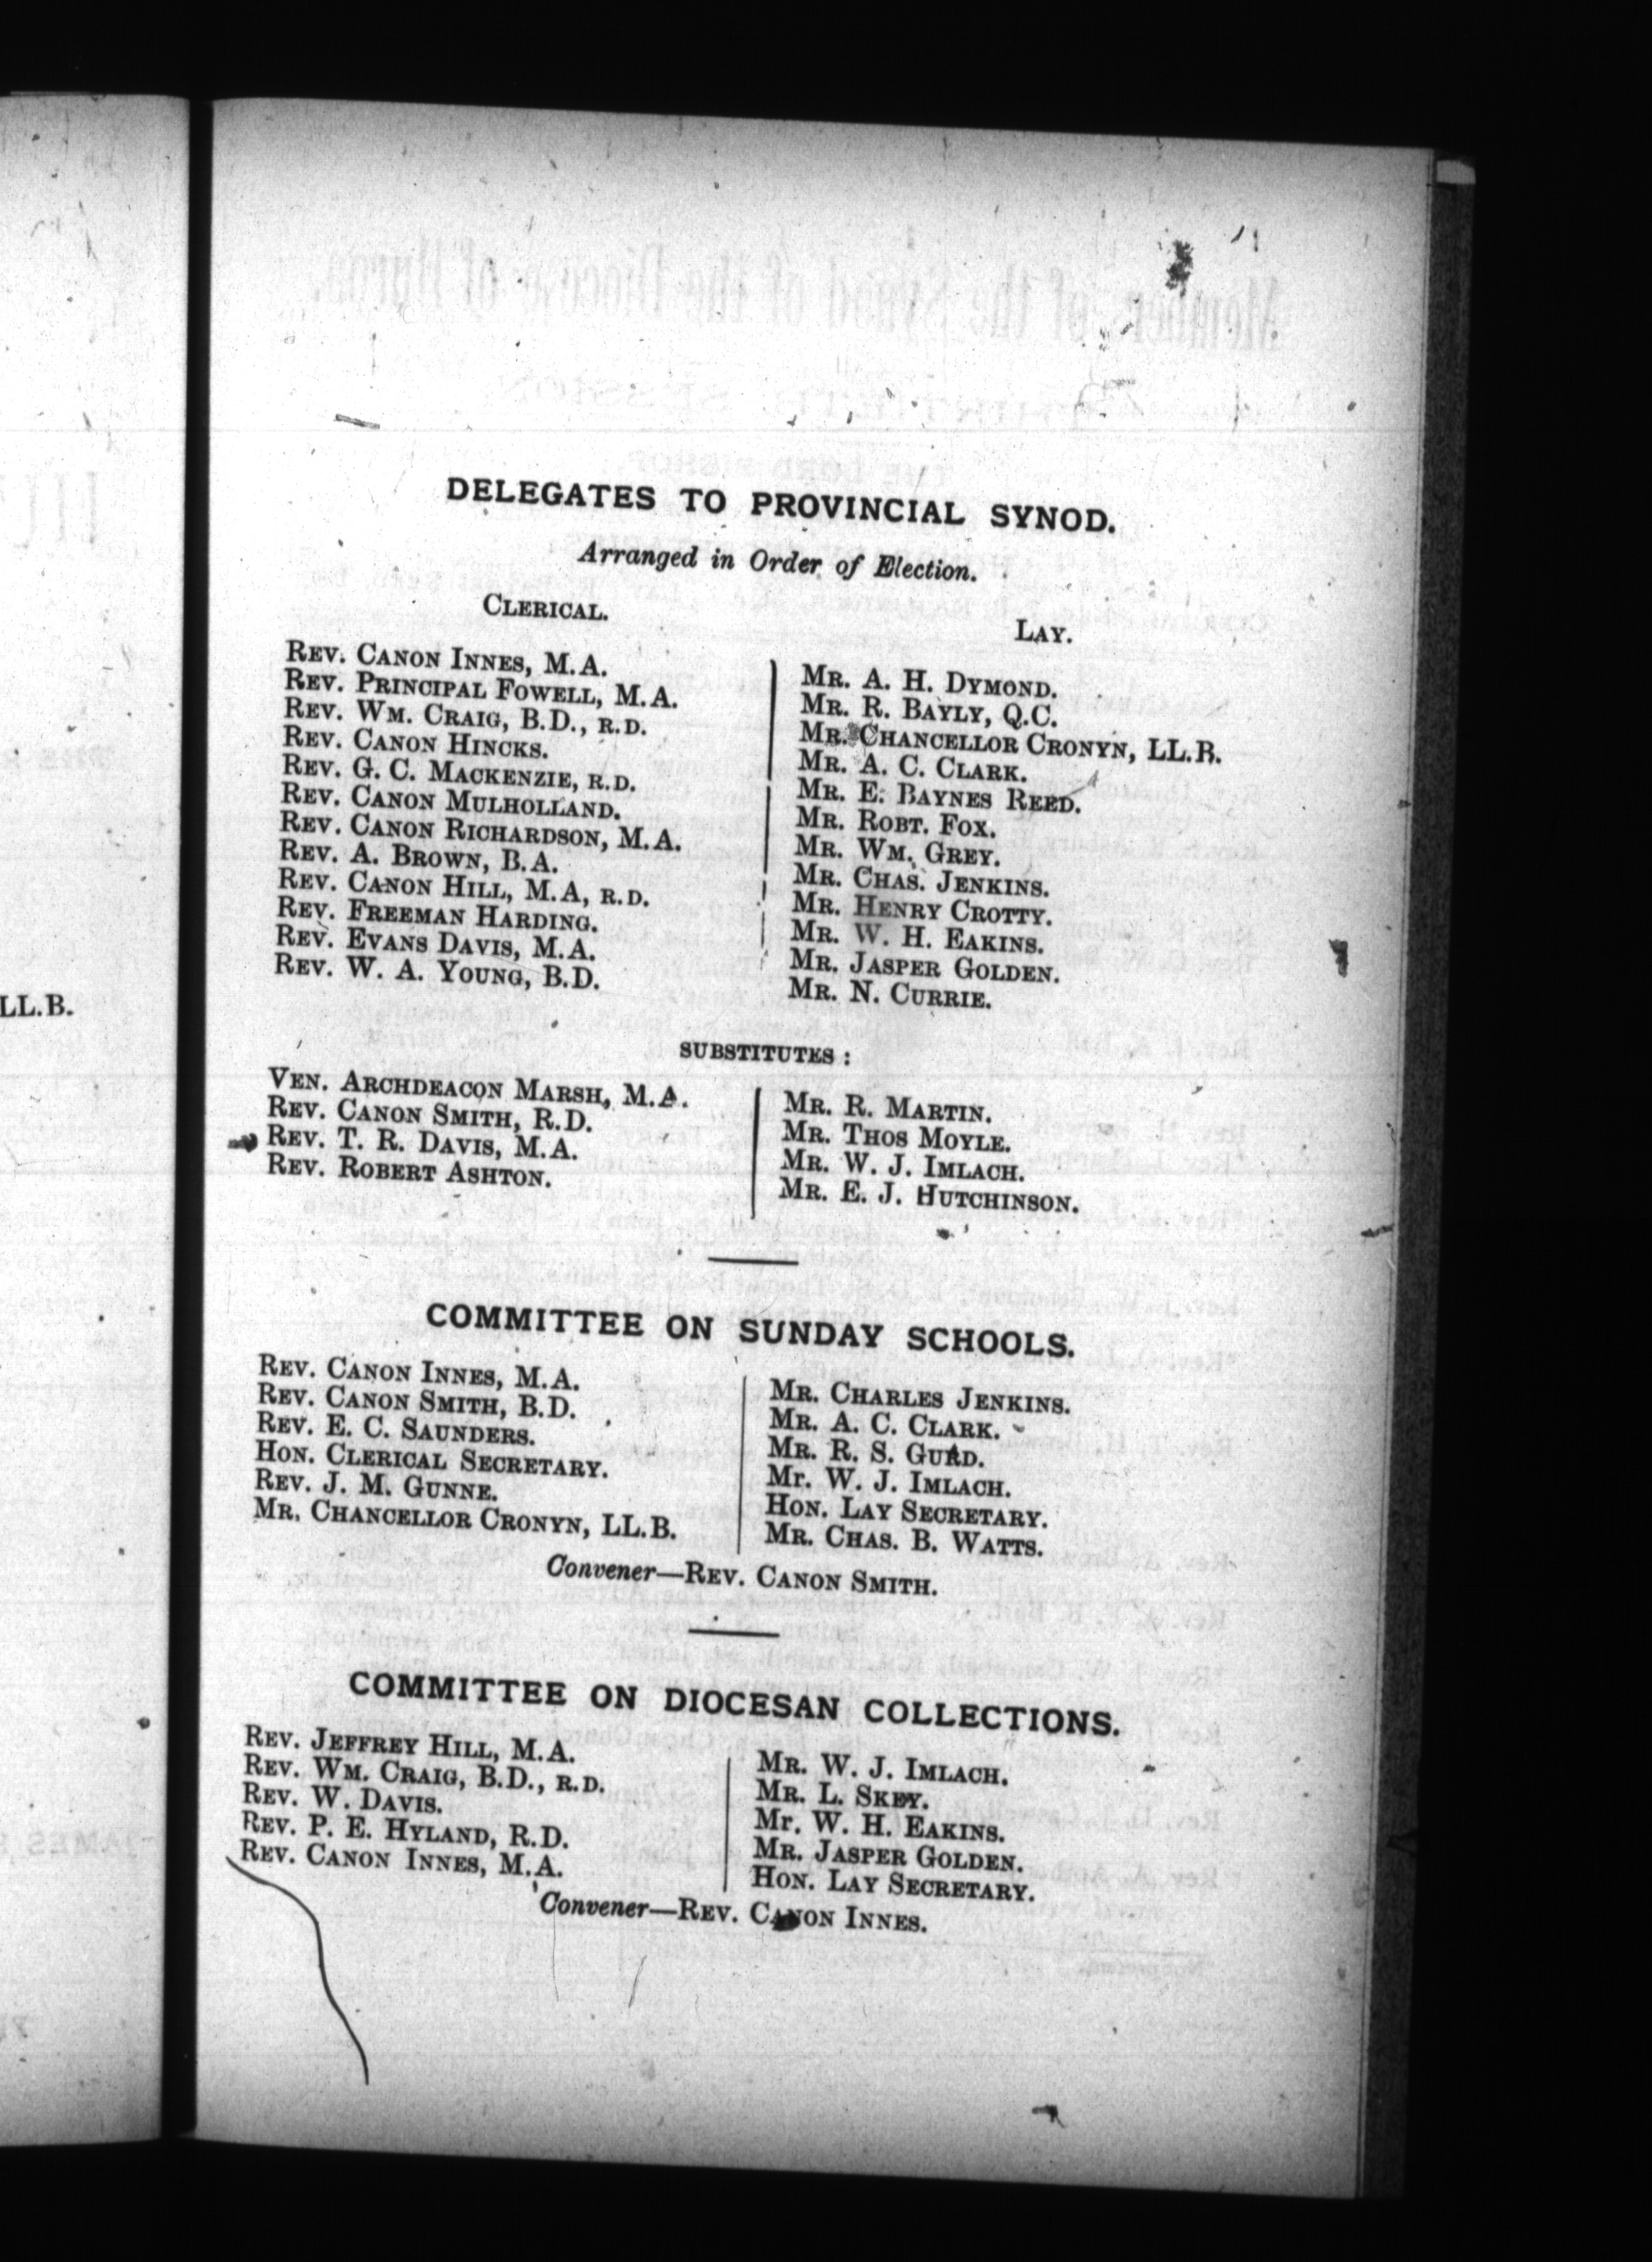 DELEGATES TO PROVINCIAL SYNOD.
Arranged in Order of Election.
CLERICAL.
REV. CANON INNES, M.A.
REV. PRINCIPAL FOWELL, M.A.
REV. WM. CRAIG, B.D., R.D.
REV. CANON HINCKS.
REV. G. C. MACKENZIE, R.D.
REV. CANON MULHOLLAND.
REV. CANON RICHARDSON, M.A.
REV. A. BROWN, B.A.
REV. CANON HILL, M.A, R.D.
REV. FREEMAN HARDING.
REV. EVANS DAVIS, M.A.
REV. W. A. YOUNG, B.D.
LAY.
MR. A. H. DYMOND.
MR. R. BAYLY, Q.C.
MR. CHANCELLOR CRONYN, LL.B.
MR. A. C. CLARK.
MR. E. BAYNES REED.
MR. ROBT. FOX.
MR. WM. GREY.
MR. CHAS. JENKINS.
MR. HENRY CROTTY.
MR. W. H. EAKINS.
MR. JASPER GOLDEN.
MR. N. CURRIE.
SUBSTITUTES :
VEN. ARCHDEACON MARSH, M.A.
REV. CANON SMITH, R.D.
REV. T. R. DAVIS, M.A.
REV. ROBERT ASHTON.
MR. R. MARTIN.
MR. THOS MOYLE.
MR. W. J. IMLACH.
MR. E. J. HUTCHINSON.
COMMITTEE ON SUNDAY SCHOOLS.
REV. CANON INNES, M.A.
REV. CANON SMITH, B.D.
REV. E. C. SAUNDERS.
HON. CLERICAL SECRETARY.
REV. J. M. GUNNE.
MR. CHANCELLOR CRONYN, LL.B.
MR. CHARLES JENKINS.
MR. A. C. CLARK.
MR. R. S. GURD.
Mr. W. J. IMLACH.
HON. LAY SECRETARY.
MR. CHAS. B. WATTS.
Convener—REV. CANON SMITH.
COMMITTEE ON DIOCESAN COLLECTIONS.
REV. JEFFREY HILL, M.A.
REV. WM. CRAIG, B.D., R.D.
REV. W. DAVIS.
REV. P. E. HYLAND, R.D.
REV. CANON INNES, M.A.
MR. W. J. IMLACH.
MR. L. SKEY.
Mr. W. H. EAKINS.
MR. JASPER GOLDEN.
HON. LAY SECRETARY.
Convener—REV. CANON INNES.
LL.B.